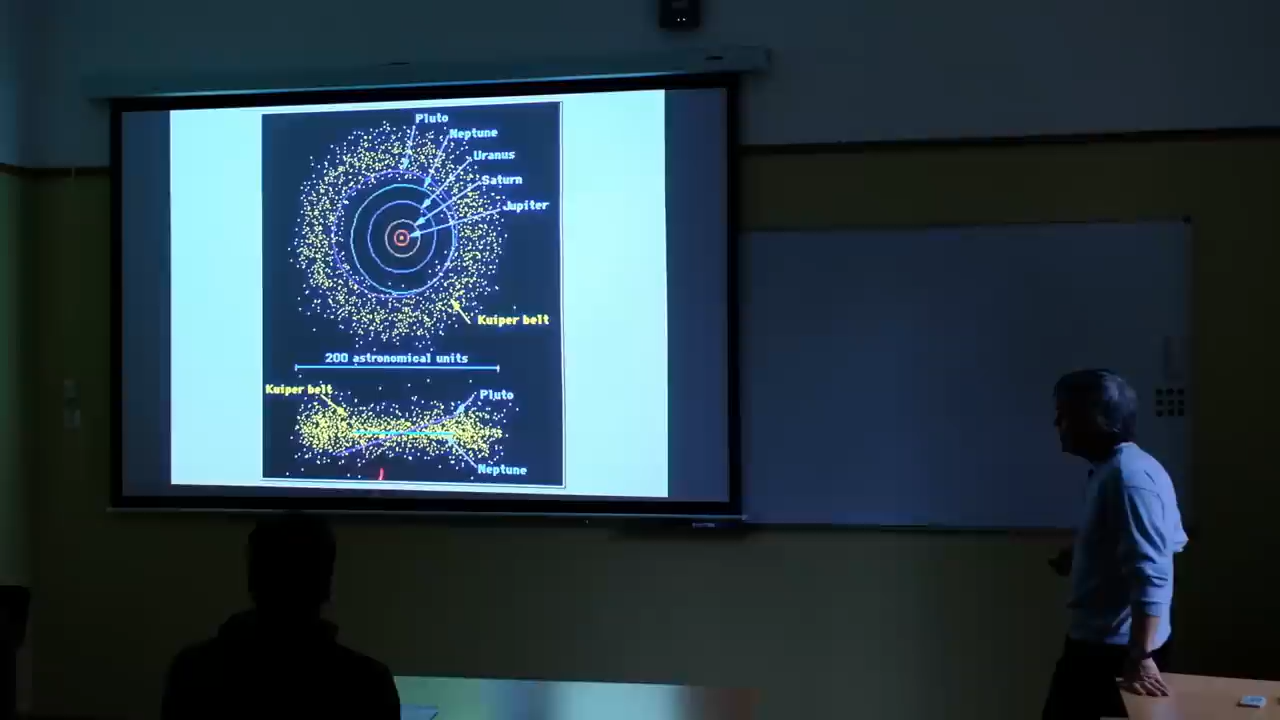 Pluto
Neptune
Uranus
Saturn
Jupiter
Kuiper belt
200 astronomical units
Kuiper belt
Pluto
Neptune